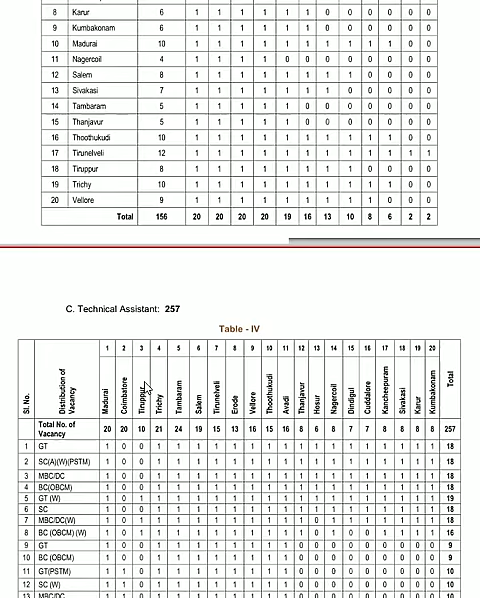 8 Karur 6 1 1 1 1 1 1 0 0 0 0 0 0
9 Kumbakonam 6 1 1 1 1 1 1 0 0 0 0 0 0
10 Madurai 10 1 1 1 1 1 1 1 1 1 1 0 0
11 Nagercoil 4 1 1 1 1 0 0 0 0 0 0 0 0
12 Salem 8 1 1 1 1 1 1 1 1 0 0 0 0
13 Sivakasi 7 1 1 1 1 1 1 1 0 0 0 0 0
14 Tambaram 5 1 1 1 1 1 0 0 0 0 0 0 0
15 Thanjavur 5 1 1 1 1 1 0 0 0 0 0 0 0
16 Thoothukudi 10 1 1 1 1 1 1 1 1 1 1 0 0
17 Tirunelveli 12 1 1 1 1 1 1 1 1 1 1 1 1
18 Tiruppur 8 1 1 1 1 1 1 1 1 0 0 0 0
19 Trichy 10 1 1 1 1 1 1 1 1 1 1 0 0
20 Vellore 9 1 1 1 1 1 1 1 1 1 0 0 0
Total 156 20 20 20 20 19 16 13 10 8 6 2 2
C. Technical Assistant: 257
Table - IV
1 2 3 4 5 6 7 8 9 10 11 12 13 14 15 16 17 18 19 20
Sl. No. Distribution of Vacancy Madurai Coimbatore Tiruppur Trichy Tambaram Salem Tirunelveli Erode Vellore Thoothukudi Avadi Thanjavur Hosur Nagercoil Dindigul Cuddalore Kancheepuram Sivakasi Karur Kumbakonam Total
Total No. of Vacancy 20 20 10 21 24 19 15 13 16 15 16 8 6 8 7 7 8 8 8 8 257
1 GT 1 0 0 1 1 1 1 1 1 1 1 1 1 1 1 1 1 1 1 1 18
2 SC(A)(W)(PSTM) 1 0 0 1 1 1 1 1 1 1 1 1 1 1 1 1 1 1 1 1 18
3 MBC/DC 1 0 0 1 1 1 1 1 1 1 1 1 1 1 1 1 1 1 1 1 18
4 BC(OBCM) 1 0 0 1 1 1 1 1 1 1 1 1 1 1 1 1 1 1 1 1 18
5 GT (W) 1 0 1 1 1 1 1 1 1 1 1 1 1 1 1 1 1 1 1 1 19
6 SC 1 0 0 1 1 1 1 1 1 1 1 1 1 1 1 1 1 1 1 1 18
7 MBC/DC(W) 1 0 1 1 1 1 1 1 1 1 1 1 0 1 1 1 1 1 1 1 18
8 BC (OBCM) (W) 1 0 1 1 1 1 1 1 1 1 1 1 0 1 0 0 1 1 1 1 16
9 GT 1 0 0 1 1 1 1 1 1 1 1 0 0 0 0 0 0 0 0 0 9
10 BC (OBCM) 1 0 0 1 1 1 1 1 1 1 1 0 0 0 0 0 0 0 0 0 9
11 GT(PSTM) 1 1 0 1 1 1 1 1 1 1 1 0 0 0 0 0 0 0 0 0 10
12 SC (W) 1 1 0 1 1 1 1 1 1 1 1 0 0 0 0 0 0 0 0 0 10
13 MBC/DC 1 1 0 1 1 1 1 1 1 1 1 0 0 0 0 0 0 0 0 0 10